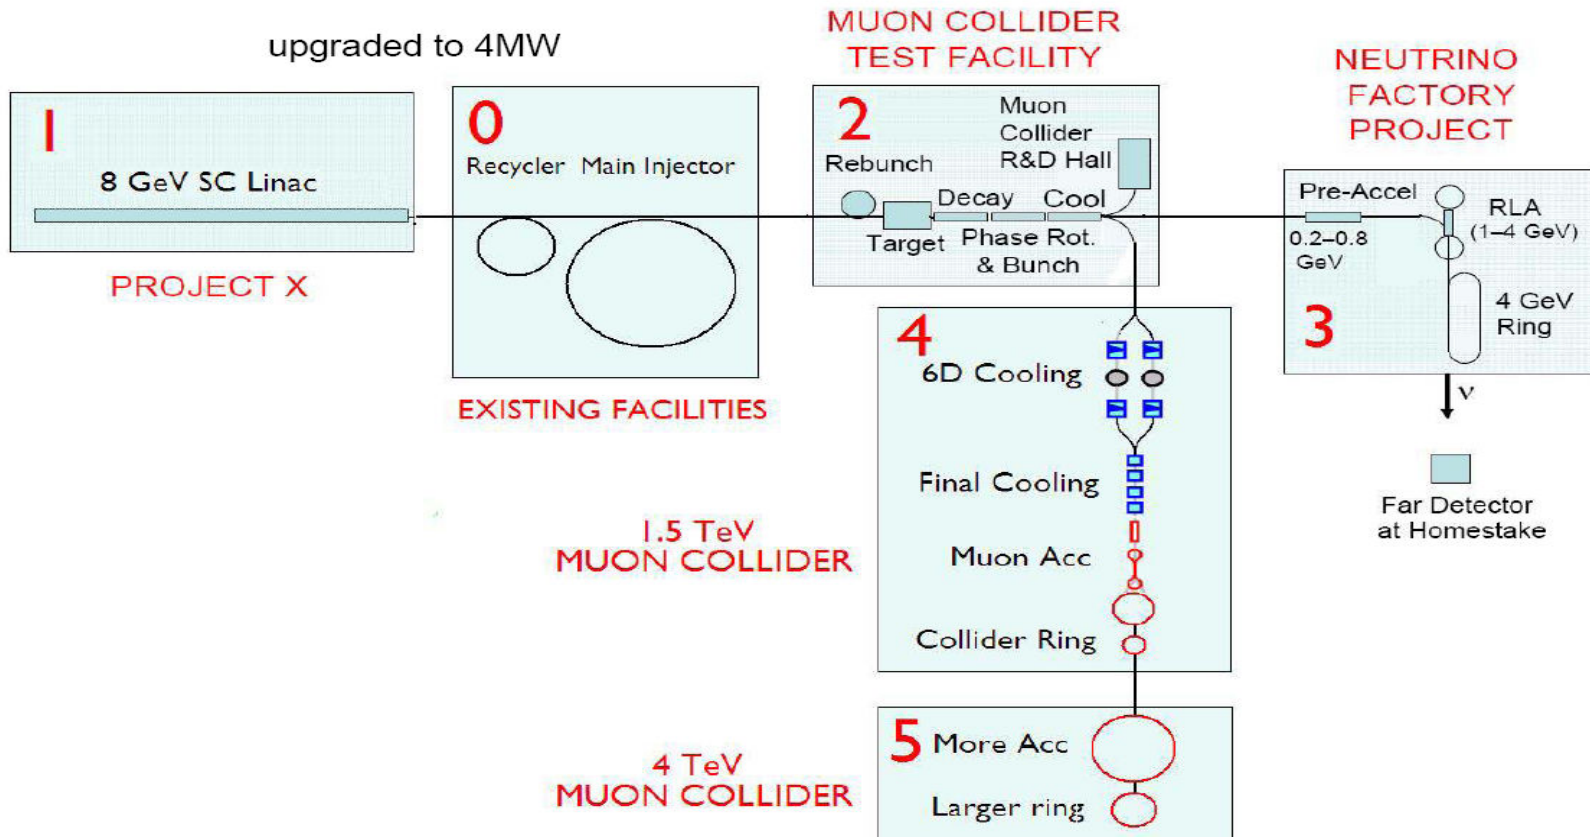 upgraded to 4MW
1
8 GeV SC Linac
PROJECT X
0
Recycler Main Injector
EXISTING FACILITIES
MUON COLLIDER
TEST FACILITY
2
Muon
Collider
R&D Hall
Rebunch
Decay
Cool
Target
Phase Rot.
& Bunch
NEUTRINO
FACTORY
PROJECT
Pre-Accel
0.2–0.8
GeV
RLA
(1–4 GeV)
4 GeV
Ring
3
ν
Far Detector
at Homestake
4
6D Cooling
Final Cooling
Muon Acc
Collider Ring
1.5 TeV
MUON COLLIDER
5
More Acc
Larger ring
4 TeV
MUON COLLIDER